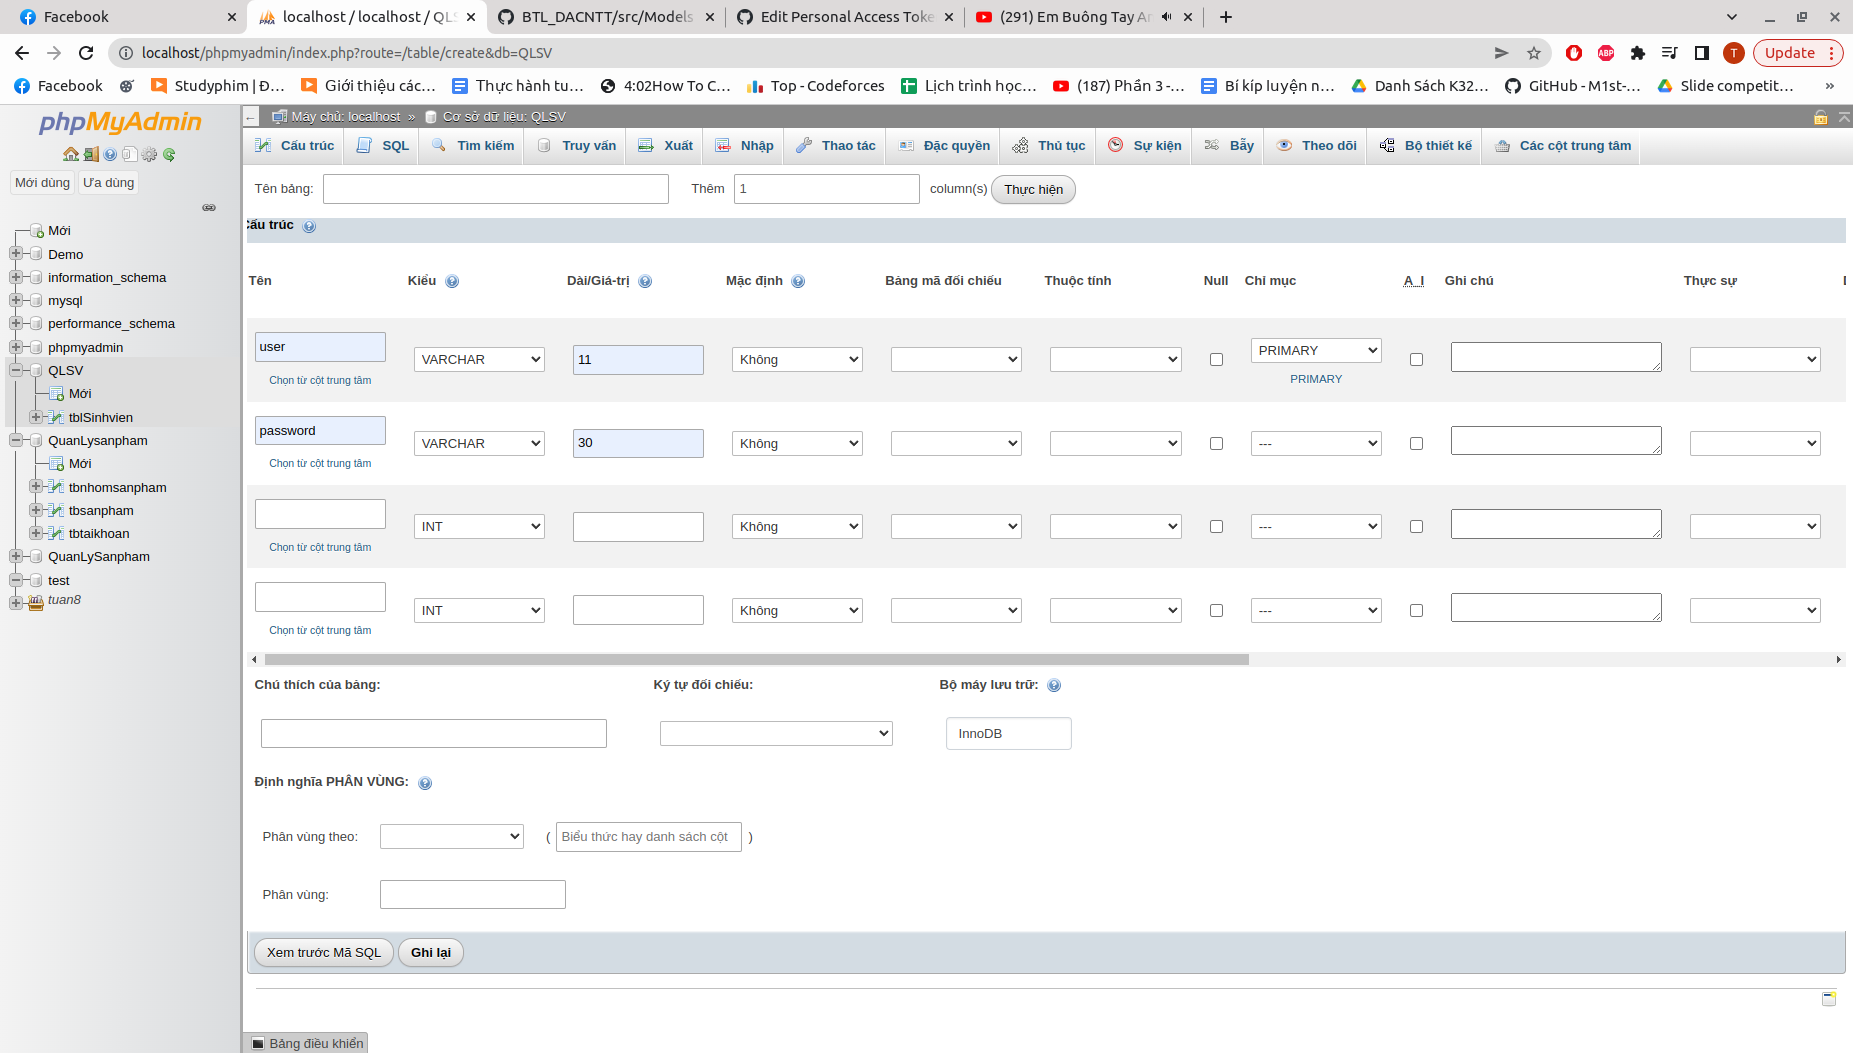 Facebook
localhost / localhost / QLS
BTL_DACNTT/src/Models
Edit Personal Access Toke
(291) Em Buông Tay Ar
localhost/phpmyadmin/index.php?route=/table/create&db=QLSV
ABP
T
Update
Facebook
Studyphim | Đ...
Giới thiệu các...
Thực hành tu...
4:02How To C...
Top - Codeforces
Lịch trình học...
(187) Phần 3 -...
Bí kíp luyện n...
Danh Sách K32...
GitHub - M1st-...
Slide competit...
»
phpMyAdmin
Mới dùng
Ưa dùng
Mới
Demo
information_schema
mysql
performance_schema
phpmyadmin
QLSV
Mới
tblSinhvien
QuanLysanpham
Mới
tbnhomsanpham
tbsanpham
tbtaikhoan
QuanLySanpham
test
tuan8
Máy chủ: localhost » Cơ sở dữ liệu: QLSV
Cấu trúc
SQL
Tìm kiếm
Truy vấn
Xuất
Nhập
Thao tác
Đặc quyền
Thủ tục
Sự kiện
Bẫy
Theo dõi
Bộ thiết kế
Các cột trung tâm
Tên bảng:
Thêm 1 column(s) Thực hiện
Cấu trúc
Tên Kiểu Dài/Giá-trị Mặc định Bảng mã đối chiếu Thuộc tính Null Chỉ mục A_I Ghi chú Thực sự
user VARCHAR 11 Không PRIMARY
Chọn từ cột trung tâm PRIMARY
password VARCHAR 30 Không ---
Chọn từ cột trung tâm
INT Không ---
Chọn từ cột trung tâm
INT Không ---
Chọn từ cột trung tâm
Chú thích của bảng: Ký tự đối chiếu: Bộ máy lưu trữ:
InnoDB
Định nghĩa PHÂN VÙNG:
Phân vùng theo: ( Biểu thức hay danh sách cột )
Phân vùng:
Xem trước Mã SQL Ghi lại
Bảng điều khiển